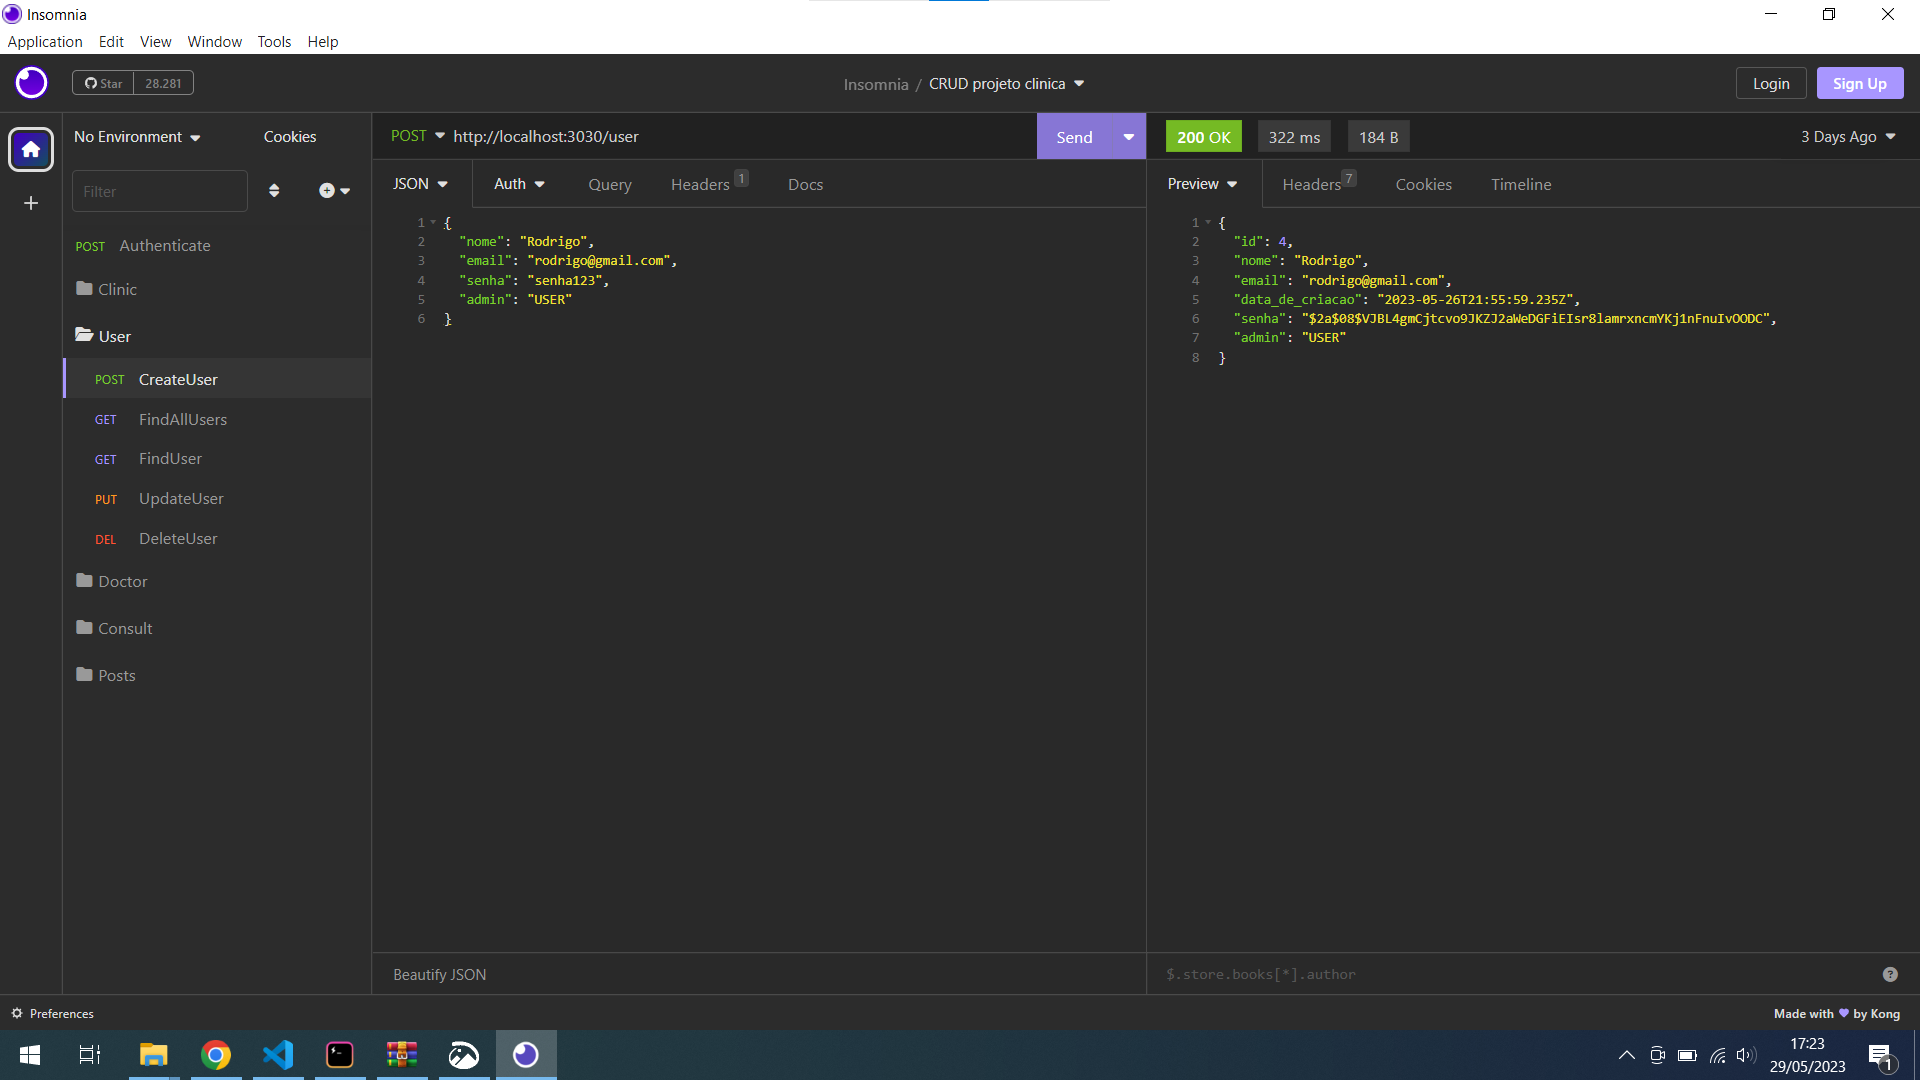 Insomnia
Application Edit View Window Tools Help
Star 28.281
Insomnia / CRUD projeto clinica
Login Sign Up
No Environment Cookies
POST http://localhost:3030/user Send
200 OK 322 ms 184 B 3 Days Ago
Filter
JSON Auth Query Headers 1 Docs
Preview Headers 7 Cookies Timeline
POST Authenticate
Clinic
User
POST CreateUser
GET FindAllUsers
GET FindUser
PUT UpdateUser
DEL DeleteUser
Doctor
Consult
Posts
1 {
2 "nome": "Rodrigo",
3 "email": "rodrigo@gmail.com",
4 "senha": "senha123",
5 "admin": "USER"
6 }
1 {
2 "id": 4,
3 "nome": "Rodrigo",
4 "email": "rodrigo@gmail.com",
5 "data_de_criacao": "2023-05-26T21:55:59.235Z",
6 "senha": "$2a$08$VJBL4gmCjtcvo9JKZJ2aWeDGFiEIsr8lamrxncmYKj1nFnuIvOODC",
7 "admin": "USER"
8 }
Beautify JSON
$.store.books[*].author
Preferences
Made with by Kong
17:23
29/05/2023
1